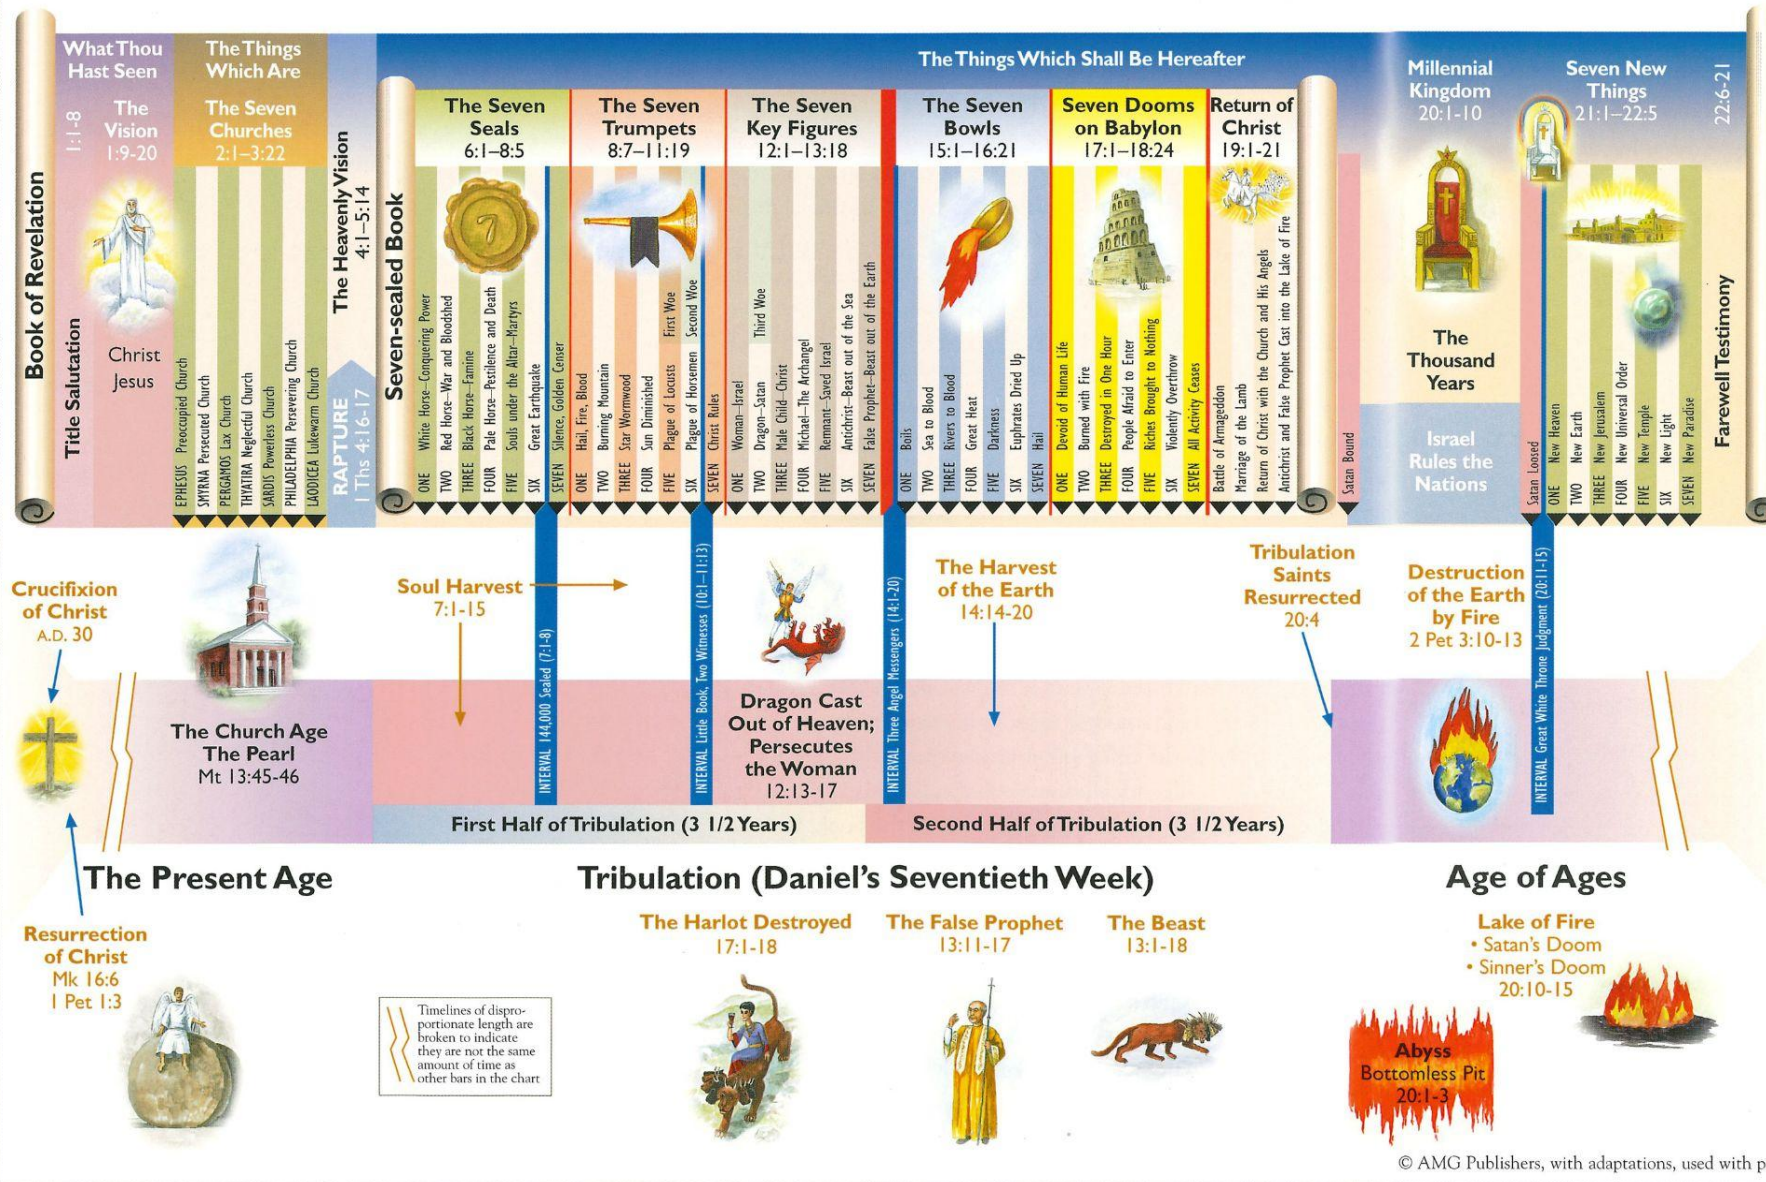 Book of Revelation
What Thou
Hast Seen
1:1-8
Title Salutation
The
Vision
1:9-20
Christ
Jesus
The Things
Which Are
The Seven
Churches
2:1–3:22
EPHESUS Preoccupied Church
SMYRNA Persecuted Church
PERGAMOS Lax Church
THYATIRA Neglectful Church
SARDIS Powerless Church
PHILADELPHIA Persevering Church
LAODICEA Lukewarm Church
The Heavenly Vision
4:1–5:14
RAPTURE
1 Ths 4:16-17
The Things Which Shall Be Hereafter
Seven-sealed Book
The Seven
Seals
6:1–8:5
ONE White Horse—Conquering Power
TWO Red Horse—War and Bloodshed
THREE Black Horse—Famine
FOUR Pale Horse—Pestilence and Death
FIVE Souls under the Altar—Martyrs
SIX Great Earthquake
SEVEN Silence, Golden Censer
The Seven
Trumpets
8:7–11:19
ONE Hail, Fire, Blood
TWO Burning Mountain
THREE Star Wormwood
FOUR Sun Diminished
FIVE Plague of Locusts First Woe
SIX Plague of Horsemen Second Woe
SEVEN Christ Rules
The Seven
Key Figures
12:1–13:18
ONE Woman—Israel
TWO Dragon—Satan Third Woe
THREE Male Child—Christ
FOUR Michael—The Archangel
FIVE Remnant—Saved Israel
SIX Antichrist—Beast out of the Sea
SEVEN False Prophet—Beast out of the Earth
The Seven
Bowls
15:1–16:21
ONE Boils
TWO Sea to Blood
THREE Rivers to Blood
FOUR Great Heat
FIVE Darkness
SIX Euphrates Dried Up
SEVEN Hail
Seven Dooms
on Babylon
17:1–18:24
ONE Devoid of Human Life
TWO Burned with Fire
THREE Destroyed in One Hour
FOUR People Afraid to Enter
FIVE Riches Brought to Nothing
SIX Violently Overthrow
SEVEN All Activity Ceases
Return of
Christ
19:1-21
Battle of Armageddon
Marriage of the Lamb
Return of Christ with the Church and His Angels
Antichrist and False Prophet Cast into the Lake of Fire
Satan Bound
Millennial
Kingdom
20:1-10
The
Thousand
Years
Israel
Rules the
Nations
Satan Loosed
Seven New
Things
21:1–22:5
ONE New Heaven
TWO New Earth
THREE New Jerusalem
FOUR New Universal Order
FIVE New Temple
SIX New Light
SEVEN New Paradise
22:6-21
Farewell Testimony
Crucifixion
of Christ
A.D. 30
The Church Age
The Pearl
Mt 13:45-46
Soul Harvest
7:1-15
INTERVAL 144,000 Sealed (7:1-8)
INTERVAL Little Book, Two Witnesses (10:1–11:13)
Dragon Cast
Out of Heaven;
Persecutes
the Woman
12:13-17
INTERVAL Three Angel Messengers (14:1-20)
The Harvest
of the Earth
14:14-20
Tribulation
Saints
Resurrected
20:4
Destruction
of the Earth
by Fire
2 Pet 3:10-13
INTERVAL Great White Throne Judgment (20:11-15)
First Half of Tribulation (3 1/2 Years)
Second Half of Tribulation (3 1/2 Years)
The Present Age
Tribulation (Daniel's Seventieth Week)
Age of Ages
Resurrection
of Christ
Mk 16:6
1 Pet 1:3
Timelines of dispro-
portionate length are
broken to indicate
they are not the same
amount of time as
other bars in the chart
The Harlot Destroyed
17:1-18
The False Prophet
13:11-17
The Beast
13:1-18
Lake of Fire
• Satan's Doom
• Sinner's Doom
20:10-15
Abyss
Bottomless Pit
20:1-3
© AMG Publishers, with adaptations, used with p
7